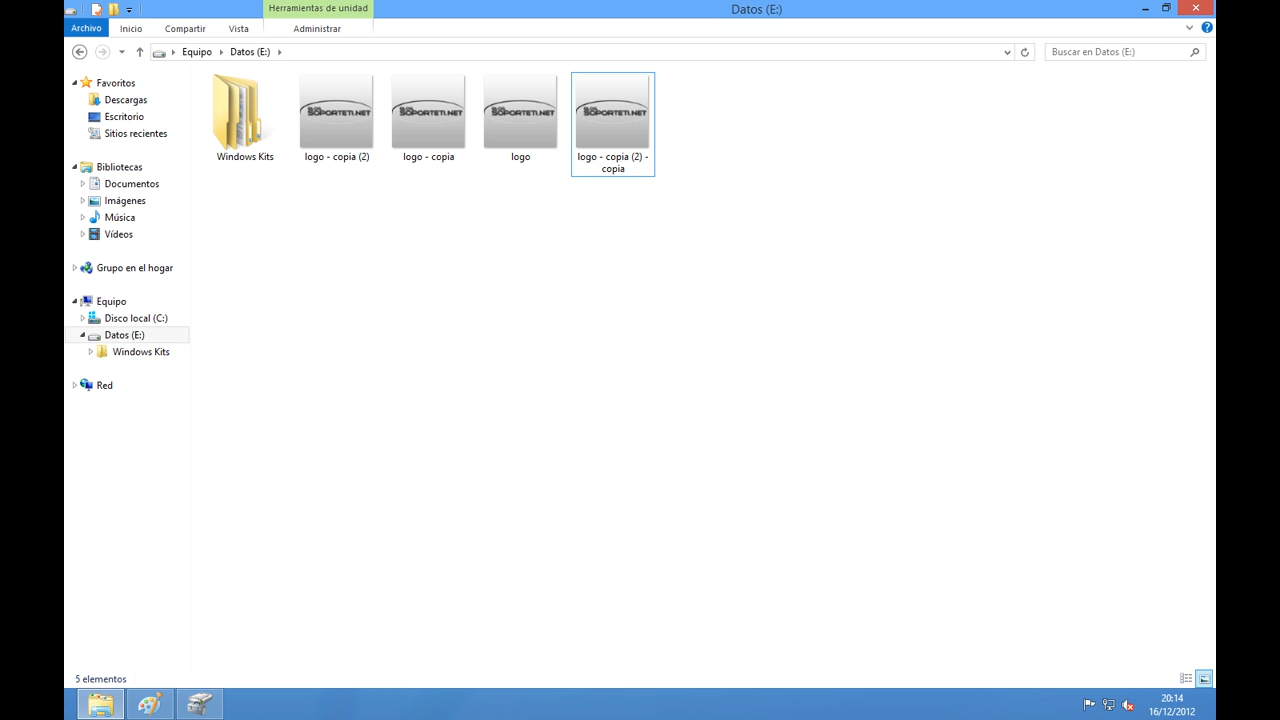 Herramientas de unidad
Datos (E:)
Archivo
Inicio
Compartir
Vista
Administrar
Equipo
Datos (E:)
Buscar en Datos (E:)
Favoritos
Descargas
Escritorio
Sitios recientes
Bibliotecas
Documentos
Imágenes
Música
Vídeos
Grupo en el hogar
Equipo
Disco local (C:)
Datos (E:)
Windows Kits
Red
SOPORTETI.NET
SOPORTETI.NET
SOPORTETI.NET
SOPORTETI.NET
Windows Kits
logo - copia (2)
logo - copia
logo
logo - copia (2) -
copia
5 elementos
20:14
16/12/2012